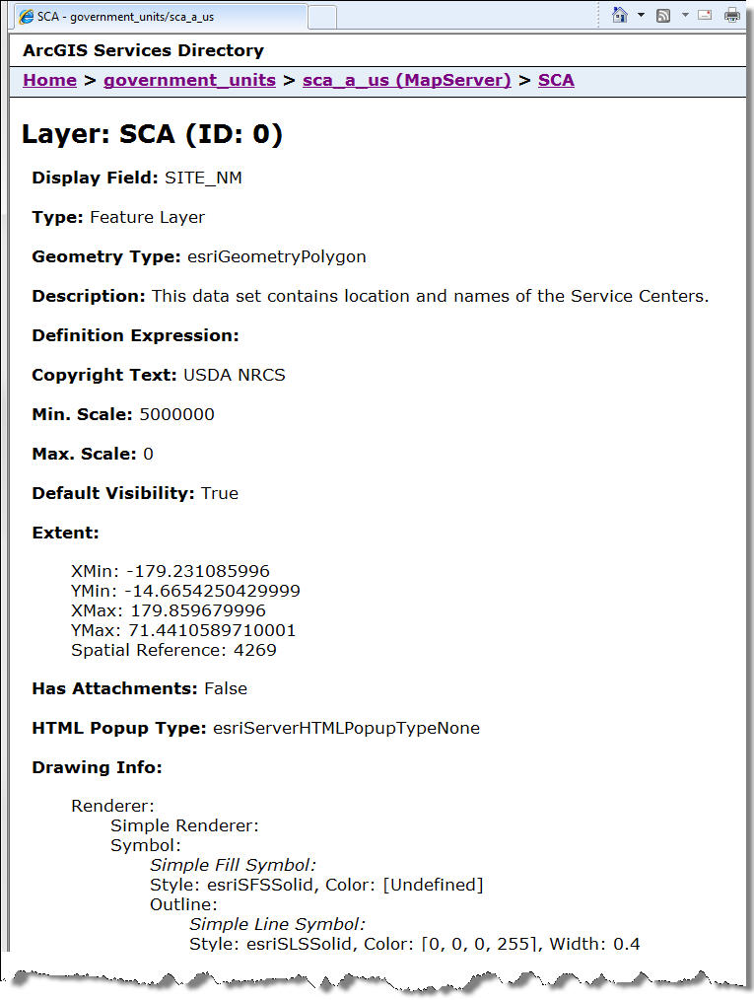 SCA - government_units/sca_a_us
ArcGIS Services Directory
Home > government_units > sca_a_us (MapServer) > SCA
Layer: SCA (ID: 0)
Display Field: SITE_NM
Type: Feature Layer
Geometry Type: esriGeometryPolygon
Description: This data set contains location and names of the Service Centers.
Definition Expression:
Copyright Text: USDA NRCS
Min. Scale: 5000000
Max. Scale: 0
Default Visibility: True
Extent:
XMin: -179.231085996
YMin: -14.6654250429999
XMax: 179.859679996
YMax: 71.4410589710001
Spatial Reference: 4269
Has Attachments: False
HTML Popup Type: esriServerHTMLPopupTypeNone
Drawing Info:
Renderer:
Simple Renderer:
Symbol:
Simple Fill Symbol:
Style: esriSFSSolid, Color: [Undefined]
Outline:
Simple Line Symbol:
Style: esriSLSSolid, Color: [0, 0, 0, 255], Width: 0.4